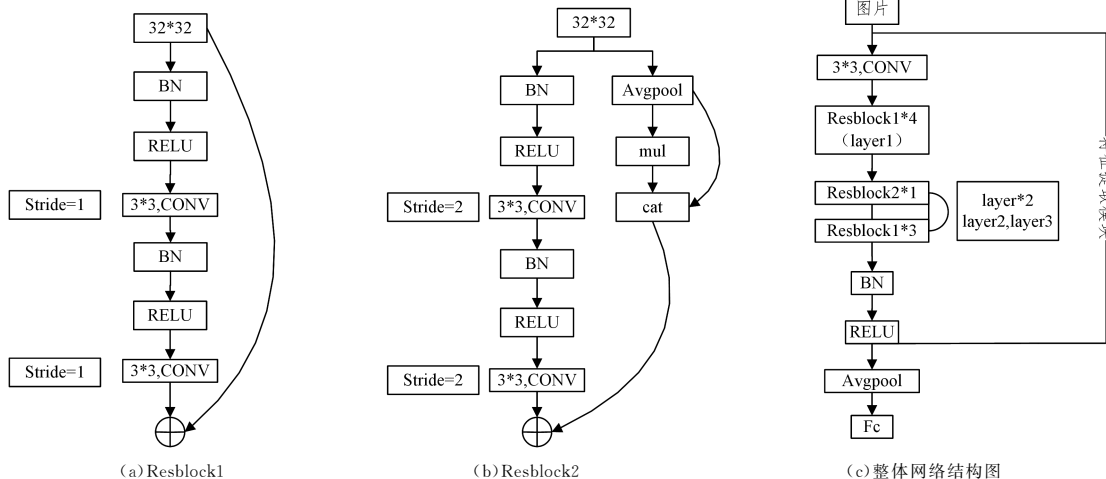 32*32
BN
RELU
Stride=1
3*3,CONV
BN
RELU
Stride=1
3*3,CONV
(a)Resblock1
32*32
BN
Avgpool
RELU
mul
Stride=2
3*3,CONV
cat
BN
RELU
Stride=2
3*3,CONV
(b)Resblock2
图片
3*3,CONV
Resblock1*4
（layer1）
Resblock2*1
Resblock1*3
layer*2
layer2,layer3
BN
RELU
Avgpool
Fc
(c)整体网络结构图